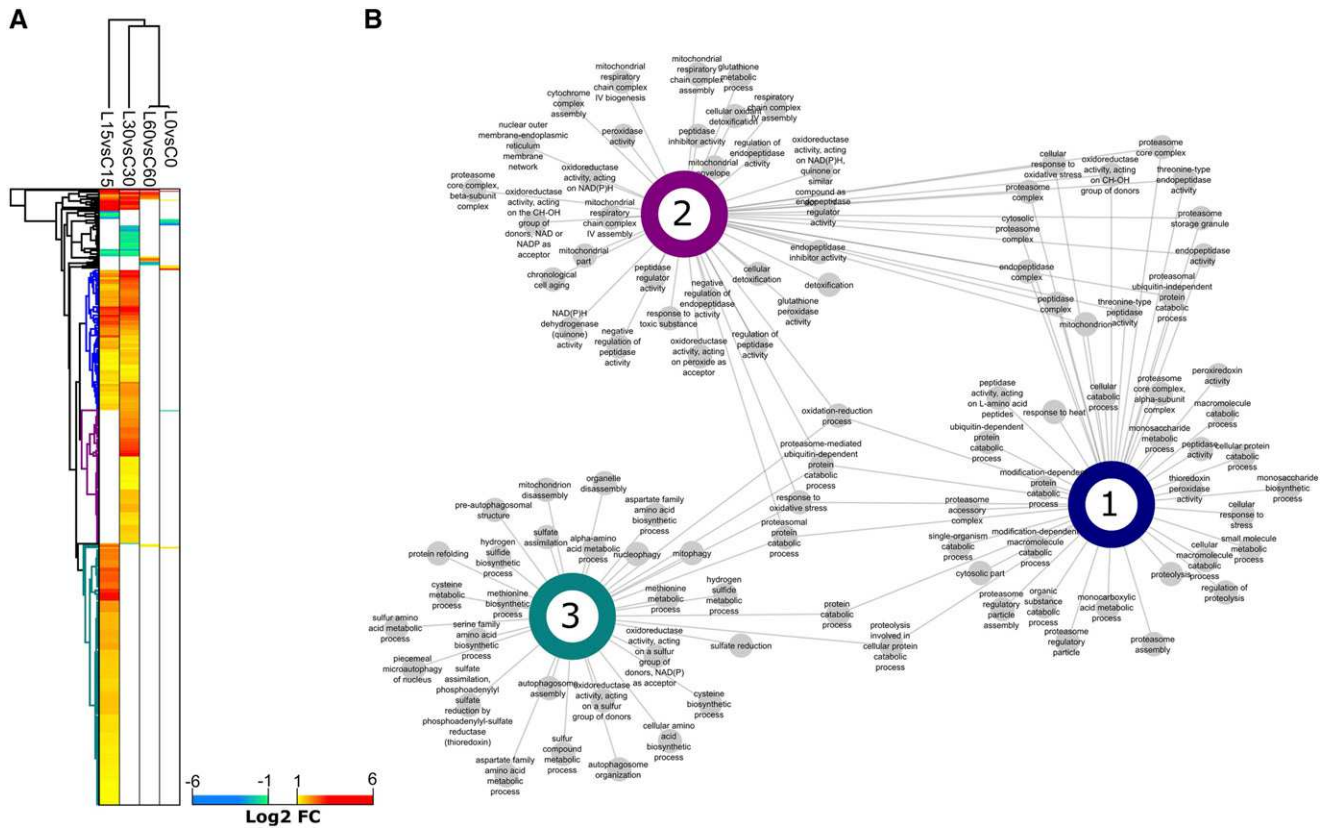 A
B
L15vsC15
L30vsC30
L60vsC60
L0vsC0
-6
-1
1
6
Log2 FC
mitochondrial
respiratory
chain complex
IV biogenesis
mitochondrial
respiratory
chain complex
assembly
glutathione
metabolic
process
cytochrome
complex
assembly
cellular oxidant
detoxification
respiratory
chain complex
IV assembly
nuclear outer
membrane-endoplasmic
reticulum
membrane
network
peroxidase
activity
peptidase
inhibitor activity
regulation of
endopeptidase
activity
mitochondrial
envelope
oxidoreductase
activity, acting
on NAD(P)H,
quinone or
similar
compound as
endopeptidase
regulator
activity
proteasome
core complex,
beta-subunit
complex
oxidoreductase
activity, acting
on NAD(P)H
oxidoreductase
activity, acting
on the CH-OH
group of
donors, NAD or
NADP as
acceptor
mitochondrial
respiratory
chain complex
IV assembly
2
mitochondrial
part
chronological
cell aging
peptidase
regulator
activity
negative
regulation of
endopeptidase
activity
cellular
detoxification
endopeptidase
inhibitor activity
detoxification
NAD(P)H
dehydrogenase
(quinone)
activity
negative
regulation of
peptidase
activity
response to
toxic substance
oxidoreductase
activity, acting
on peroxide as
acceptor
glutathione
peroxidase
activity
regulation of
peptidase
activity
cellular
response to
oxidative stress
oxidoreductase
activity, acting
on CH-OH
group of donors
proteasome
core complex
threonine-type
endopeptidase
activity
proteasome
complex
cytosolic
proteasome
complex
proteasome
storage granule
endopeptidase
activity
endopeptidase
complex
proteasomal
ubiquitin-independent
protein
catabolic
process
peptidase
complex
threonine-type
peptidase
activity
mitochondrion
oxidation-reduction
process
proteasome-mediated
ubiquitin-dependent
protein
catabolic
process
response to
oxidative stress
proteasomal
protein
catabolic
process
peptidase
activity, acting
on L-amino acid
peptides
cellular
catabolic
process
proteasome
core complex,
alpha-subunit
complex
peroxiredoxin
activity
response to heat
macromolecule
catabolic
process
ubiquitin-dependent
protein
catabolic
process
monosaccharide
metabolic
process
peptidase
activity
cellular protein
catabolic
process
modification-dependent
protein
catabolic
process
1
thioredoxin
peroxidase
activity
monosaccharide
biosynthetic
process
proteasome
accessory
complex
cellular
response to
stress
single-organism
catabolic
process
modification-dependent
macromolecule
catabolic
process
cellular
macromolecule
catabolic
process
small molecule
metabolic
process
cytosolic part
proteolysis
regulation of
proteolysis
proteasome
regulatory
particle
assembly
organic
substance
catabolic
process
monocarboxylic
acid metabolic
process
proteasome
regulatory
particle
proteasome
assembly
protein
catabolic
process
proteolysis
involved in
cellular protein
catabolic
process
mitochondrion
disassembly
organelle
disassembly
pre-autophagosomal
structure
aspartate family
amino acid
biosynthetic
process
sulfate
assimilation
alpha-amino
acid metabolic
process
protein refolding
hydrogen
sulfide
biosynthetic
process
nucleophagy
mitophagy
cysteine
metabolic
process
methionine
biosynthetic
process
3
methionine
metabolic
process
hydrogen
sulfide
metabolic
process
sulfur amino
acid metabolic
process
serine family
amino acid
biosynthetic
process
oxidoreductase
activity, acting
on a sulfur
group of
donors, NAD(P)
as acceptor
sulfate reduction
piecemeal
microautophagy
of nucleus
sulfate
assimilation,
phosphoadenylyl
sulfate
reduction by
phosphoadenylyl-sulfate
reductase
(thioredoxin)
autophagosome
assembly
oxidoreductase
activity, acting
on a sulfur
group of donors
cysteine
biosynthetic
process
cellular amino
acid
biosynthetic
process
aspartate family
amino acid
metabolic
process
sulfur
compound
metabolic
process
autophagosome
organization